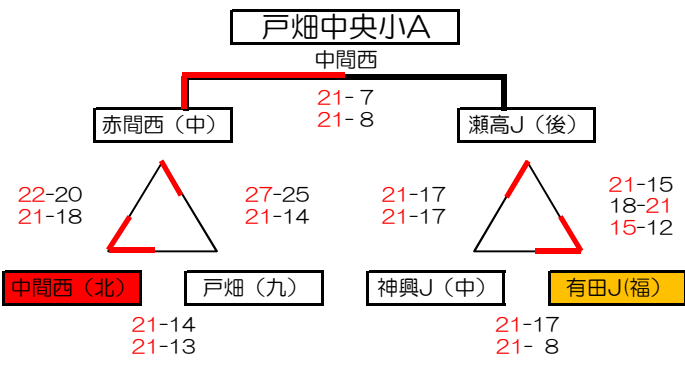 戸畑中央小A
中間西
21- 7
21- 8
赤間西（中）
瀬高J（後）
22-20
21-18
27-25
21-14
21-17
21-17
21-15
18-21
15-12
中間西（北）
戸畑（九）
神興J（中）
有田J(福）
21-14
21-13
21-17
21- 8